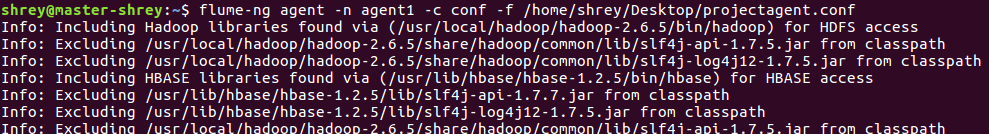 shrey@master-shrey:~$ flume-ng agent -n agent1 -c conf -f /home/shrey/Desktop/projectagent.conf
Info: Including Hadoop libraries found via (/usr/local/hadoop/hadoop-2.6.5/bin/hadoop) for HDFS access
Info: Excluding /usr/local/hadoop/hadoop-2.6.5/share/hadoop/common/lib/slf4j-api-1.7.5.jar from classpath
Info: Excluding /usr/local/hadoop/hadoop-2.6.5/share/hadoop/common/lib/slf4j-log4j12-1.7.5.jar from classpath
Info: Including HBASE libraries found via (/usr/lib/hbase/hbase-1.2.5/bin/hbase) for HBASE access
Info: Excluding /usr/lib/hbase/hbase-1.2.5/lib/slf4j-api-1.7.7.jar from classpath
Info: Excluding /usr/lib/hbase/hbase-1.2.5/lib/slf4j-log4j12-1.7.5.jar from classpath
Info: Excluding /usr/local/hadoop/hadoop-2.6.5/share/hadoop/common/lib/slf4j-api-1.7.5.jar from classpath